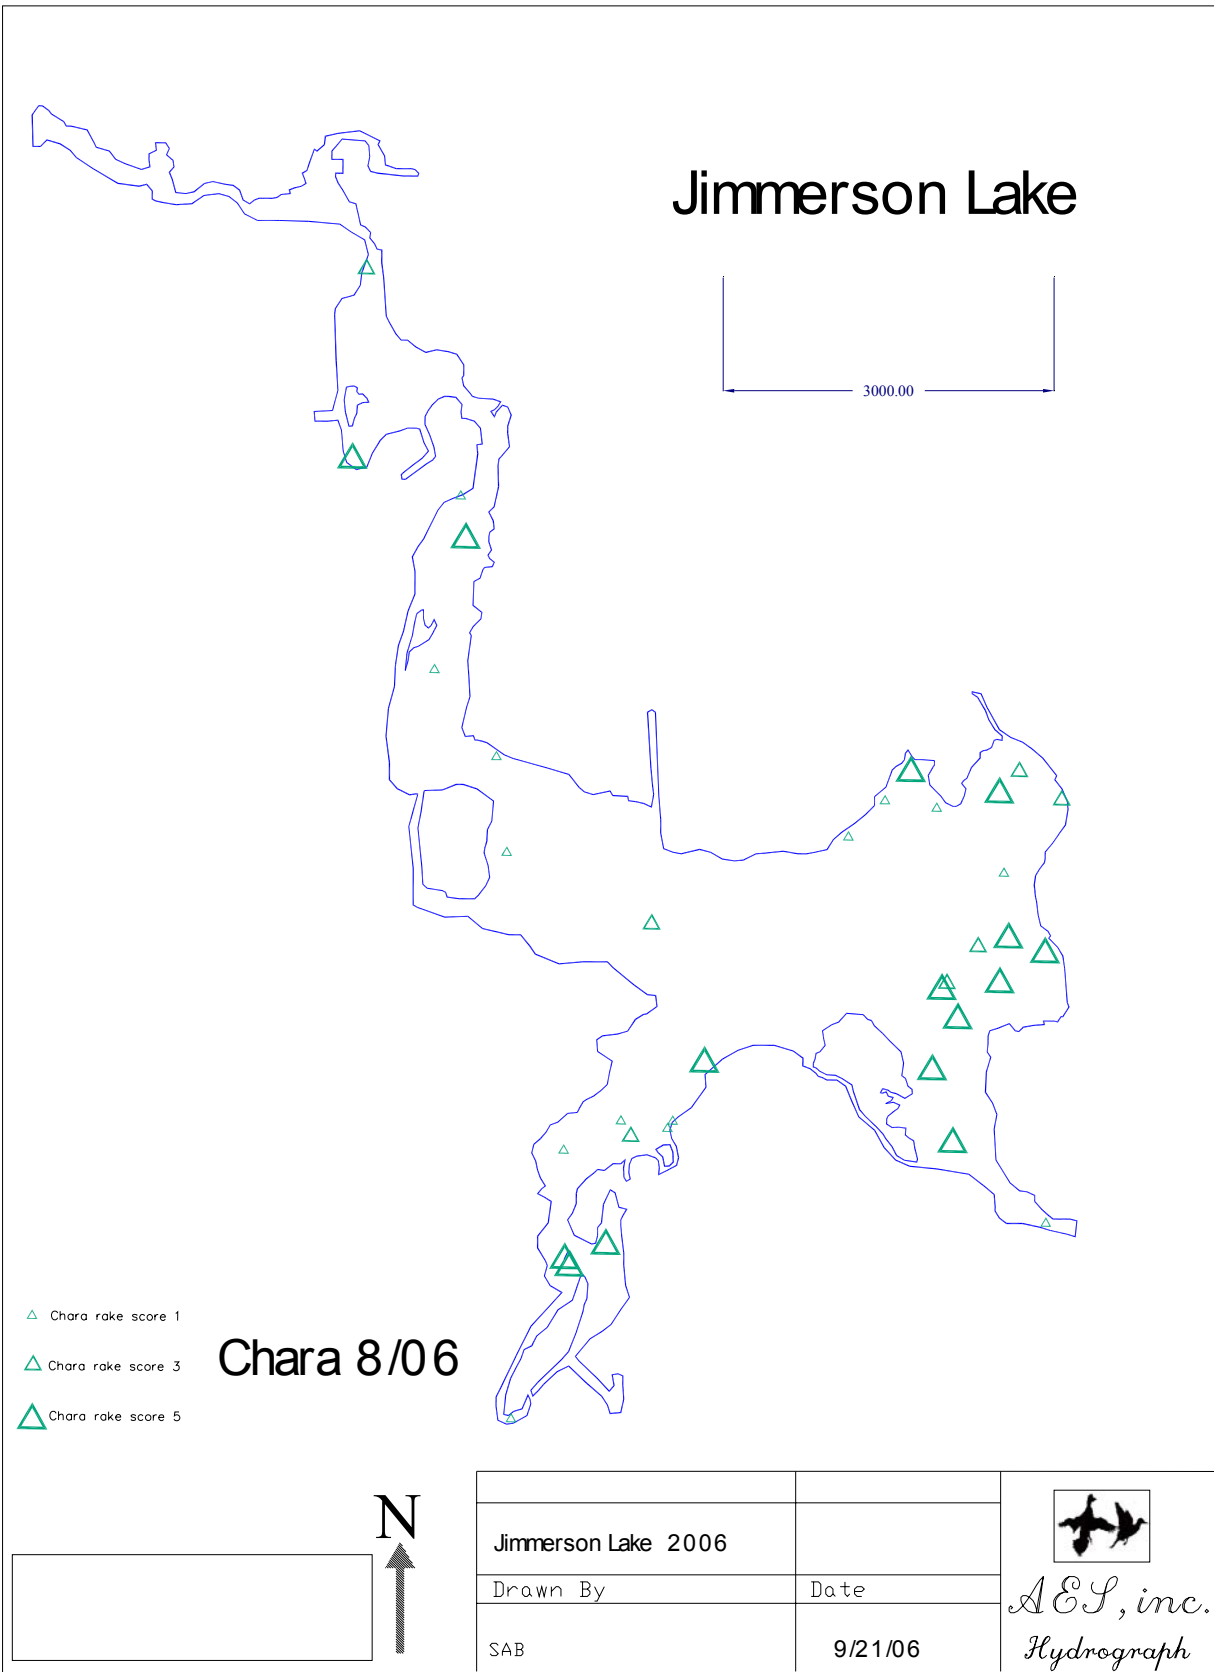 Jimmerson Lake
3000.00
Chara rake score 1
Chara rake score 3
Chara rake score 5
Chara 8/06
N
Jimmerson Lake 2006
Drawn By
Date
SAB
9/21/06
AES, inc.
Hydrograph